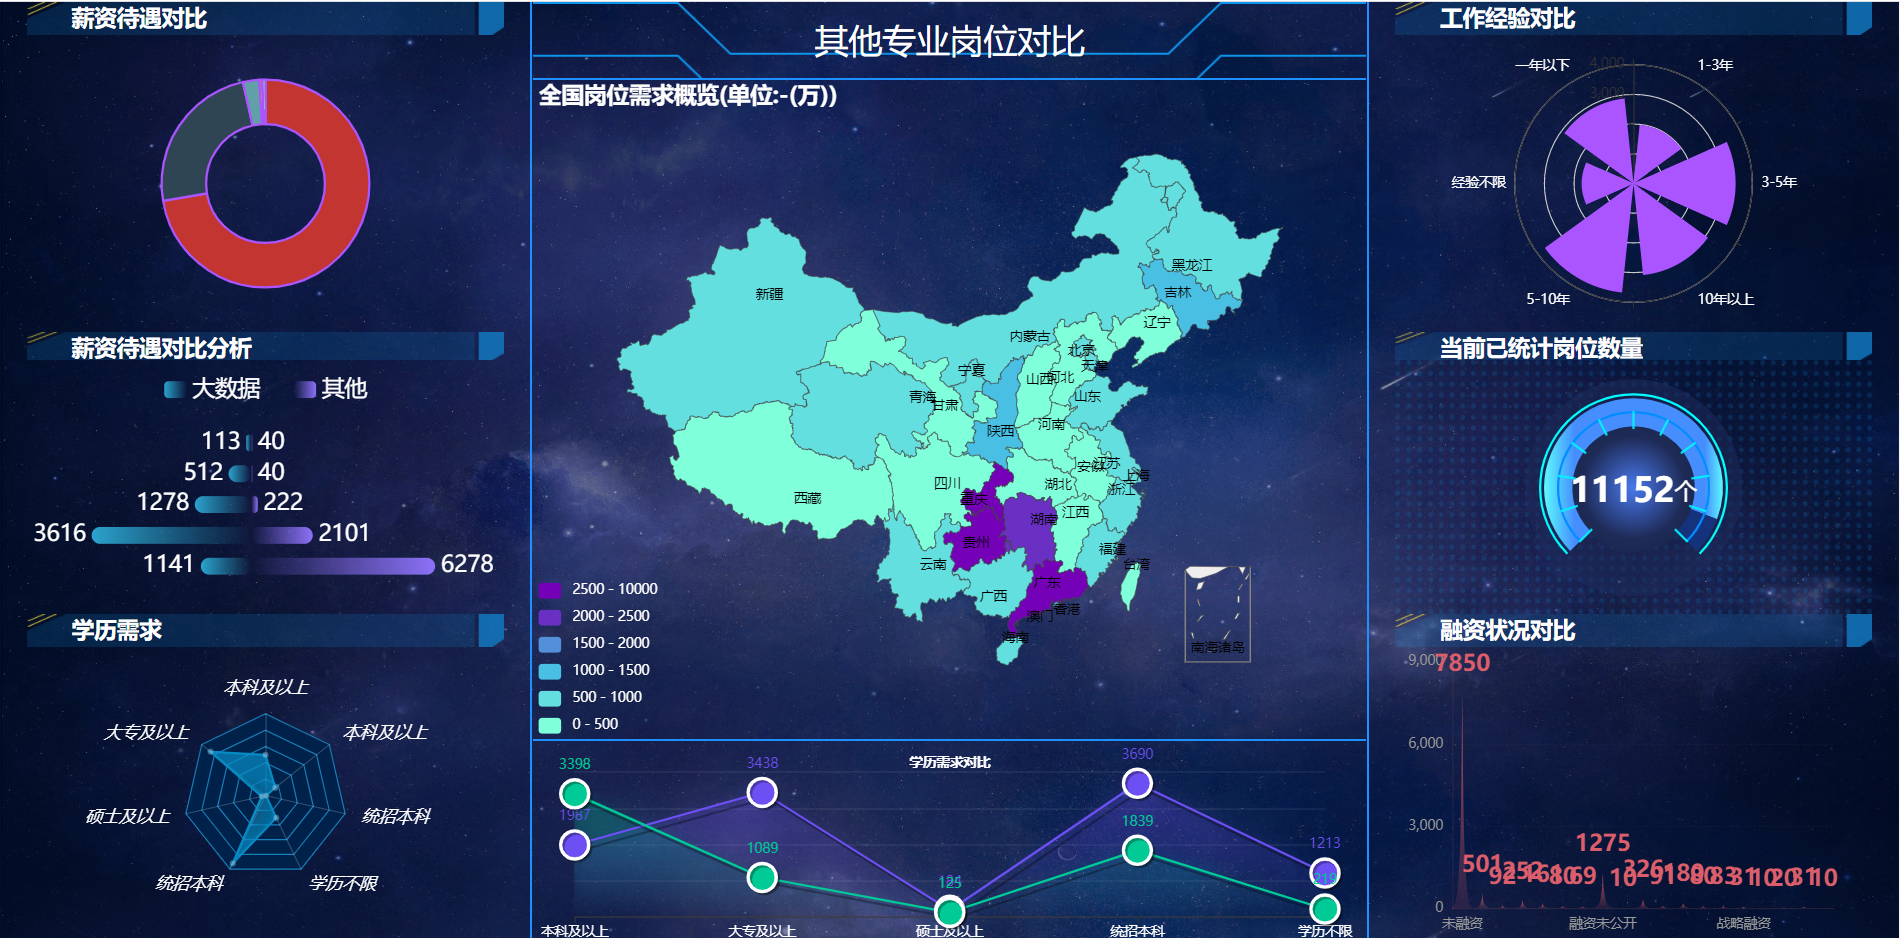 薪资待遇对比
薪资待遇对比分析
大数据 其他
113 40
512 40
1278 222
3616 2101
1141 6278
学历需求
本科及以上
大专及以上 本科及以上
硕士及以上 统招本科
统招本科 学历不限
其他专业岗位对比
全国岗位需求概览(单位:-(万))
黑龙江
吉林
新疆
辽宁
内蒙古
北京
天津
宁夏
山西
河北
青海
甘肃
山东
河南
陕西
安徽
江苏
上海
四川
湖北
浙江
西藏
重庆
江西
湖南
贵州
福建
云南
台湾
广东
广西
香港
澳门
海南
南海诸岛
2500 - 10000
2000 - 2500
1500 - 2000
1000 - 1500
500 - 1000
0 - 500
学历需求对比
3398 3438 3690
1987 1089 125 1839 1213
219
本科及以上 大专及以上 硕士及以上 统招本科 学历不限
工作经验对比
一年以下 4,000 1-3年
3,000
经验不限 3-5年
5-10年 10年以上
当前已统计岗位数量
11152个
融资状况对比
9,000
7850
6,000
3,000
1275
501
252
326
0
未融资 融资未公开 战略融资